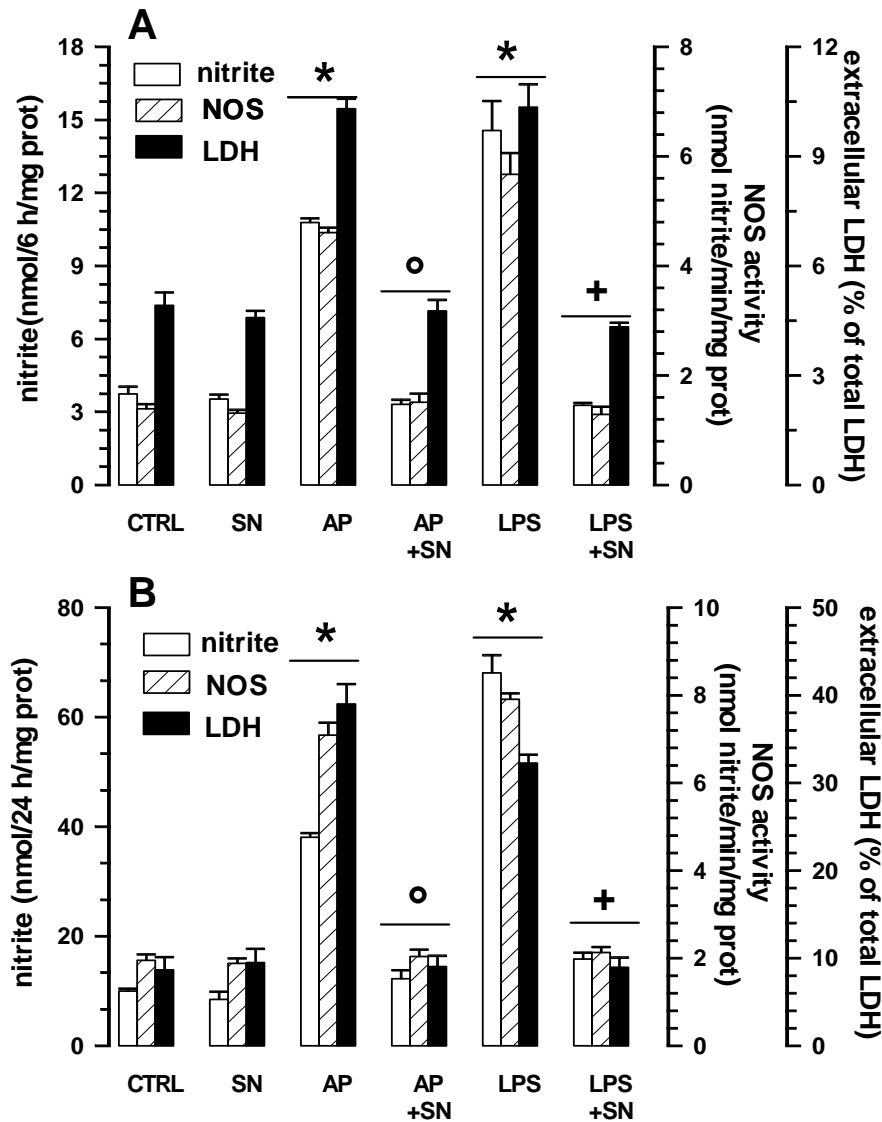 A
nitrite
NOS
LDH
nitrite(nmol/6 h/mg prot)
18
15
12
9
6
3
0
*
°
*
+
CTRL
SN
AP
AP
+SN
LPS
LPS
+SN
8
6
4
2
0
NOS activity
(nmol nitrite/min/mg prot)
12
9
6
3
0
extracellular LDH (% of total LDH)
B
nitrite
NOS
LDH
nitrite (nmol/24 h/mg prot)
80
60
40
20
0
*
°
*
+
CTRL
SN
AP
AP
+SN
LPS
LPS
+SN
10
8
6
4
2
0
NOS activity
(nmol nitrite/min/mg prot)
50
40
30
20
10
0
extracellular LDH (% of total LDH)